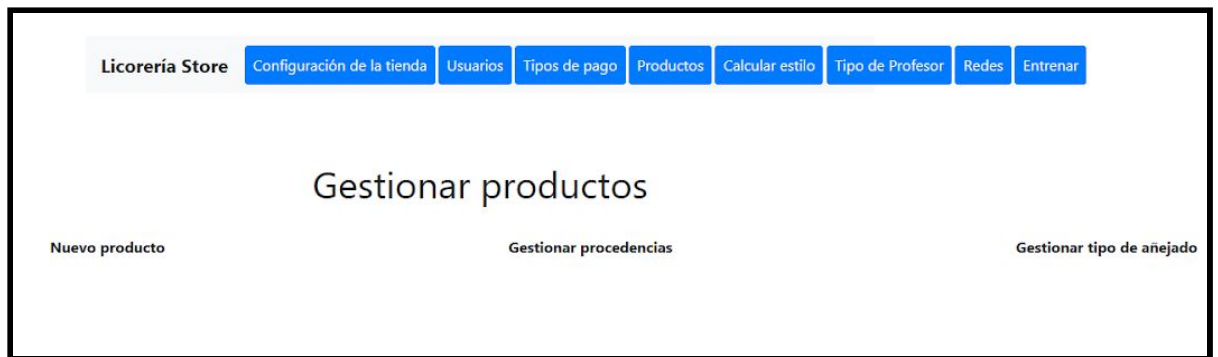 Licorería Store Configuración de la tienda Usuarios Tipos de pago Productos Calcular estilo Tipo de Profesor Redes Entrenar
Gestionar productos
Nuevo producto Gestionar procedencias Gestionar tipo de añejado